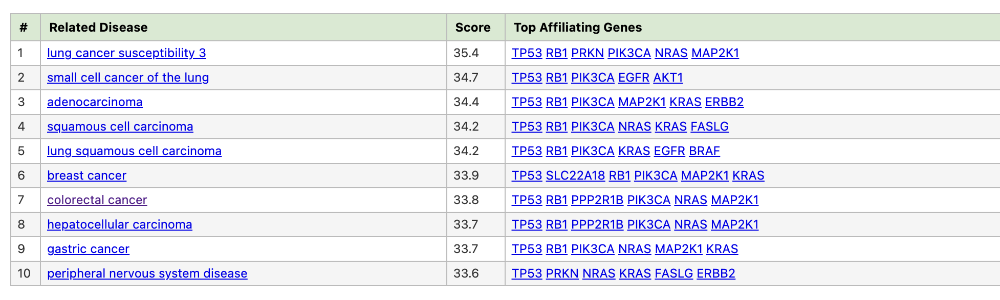 # Related Disease Score Top Affiliating Genes
1 lung cancer susceptibility 3 35.4 TP53 RB1 PRKN PIK3CA NRAS MAP2K1
2 small cell cancer of the lung 34.7 TP53 RB1 PIK3CA EGFR AKT1
3 adenocarcinoma 34.4 TP53 RB1 PIK3CA MAP2K1 KRAS ERBB2
4 squamous cell carcinoma 34.2 TP53 RB1 PIK3CA NRAS KRAS FASLG
5 lung squamous cell carcinoma 34.2 TP53 RB1 PIK3CA KRAS EGFR BRAF
6 breast cancer 33.9 TP53 SLC22A18 RB1 PIK3CA MAP2K1 KRAS
7 colorectal cancer 33.8 TP53 RB1 PPP2R1B PIK3CA NRAS MAP2K1
8 hepatocellular carcinoma 33.7 TP53 RB1 PPP2R1B PIK3CA NRAS MAP2K1
9 gastric cancer 33.7 TP53 RB1 PIK3CA NRAS MAP2K1 KRAS
10 peripheral nervous system disease 33.6 TP53 PRKN NRAS KRAS FASLG ERBB2